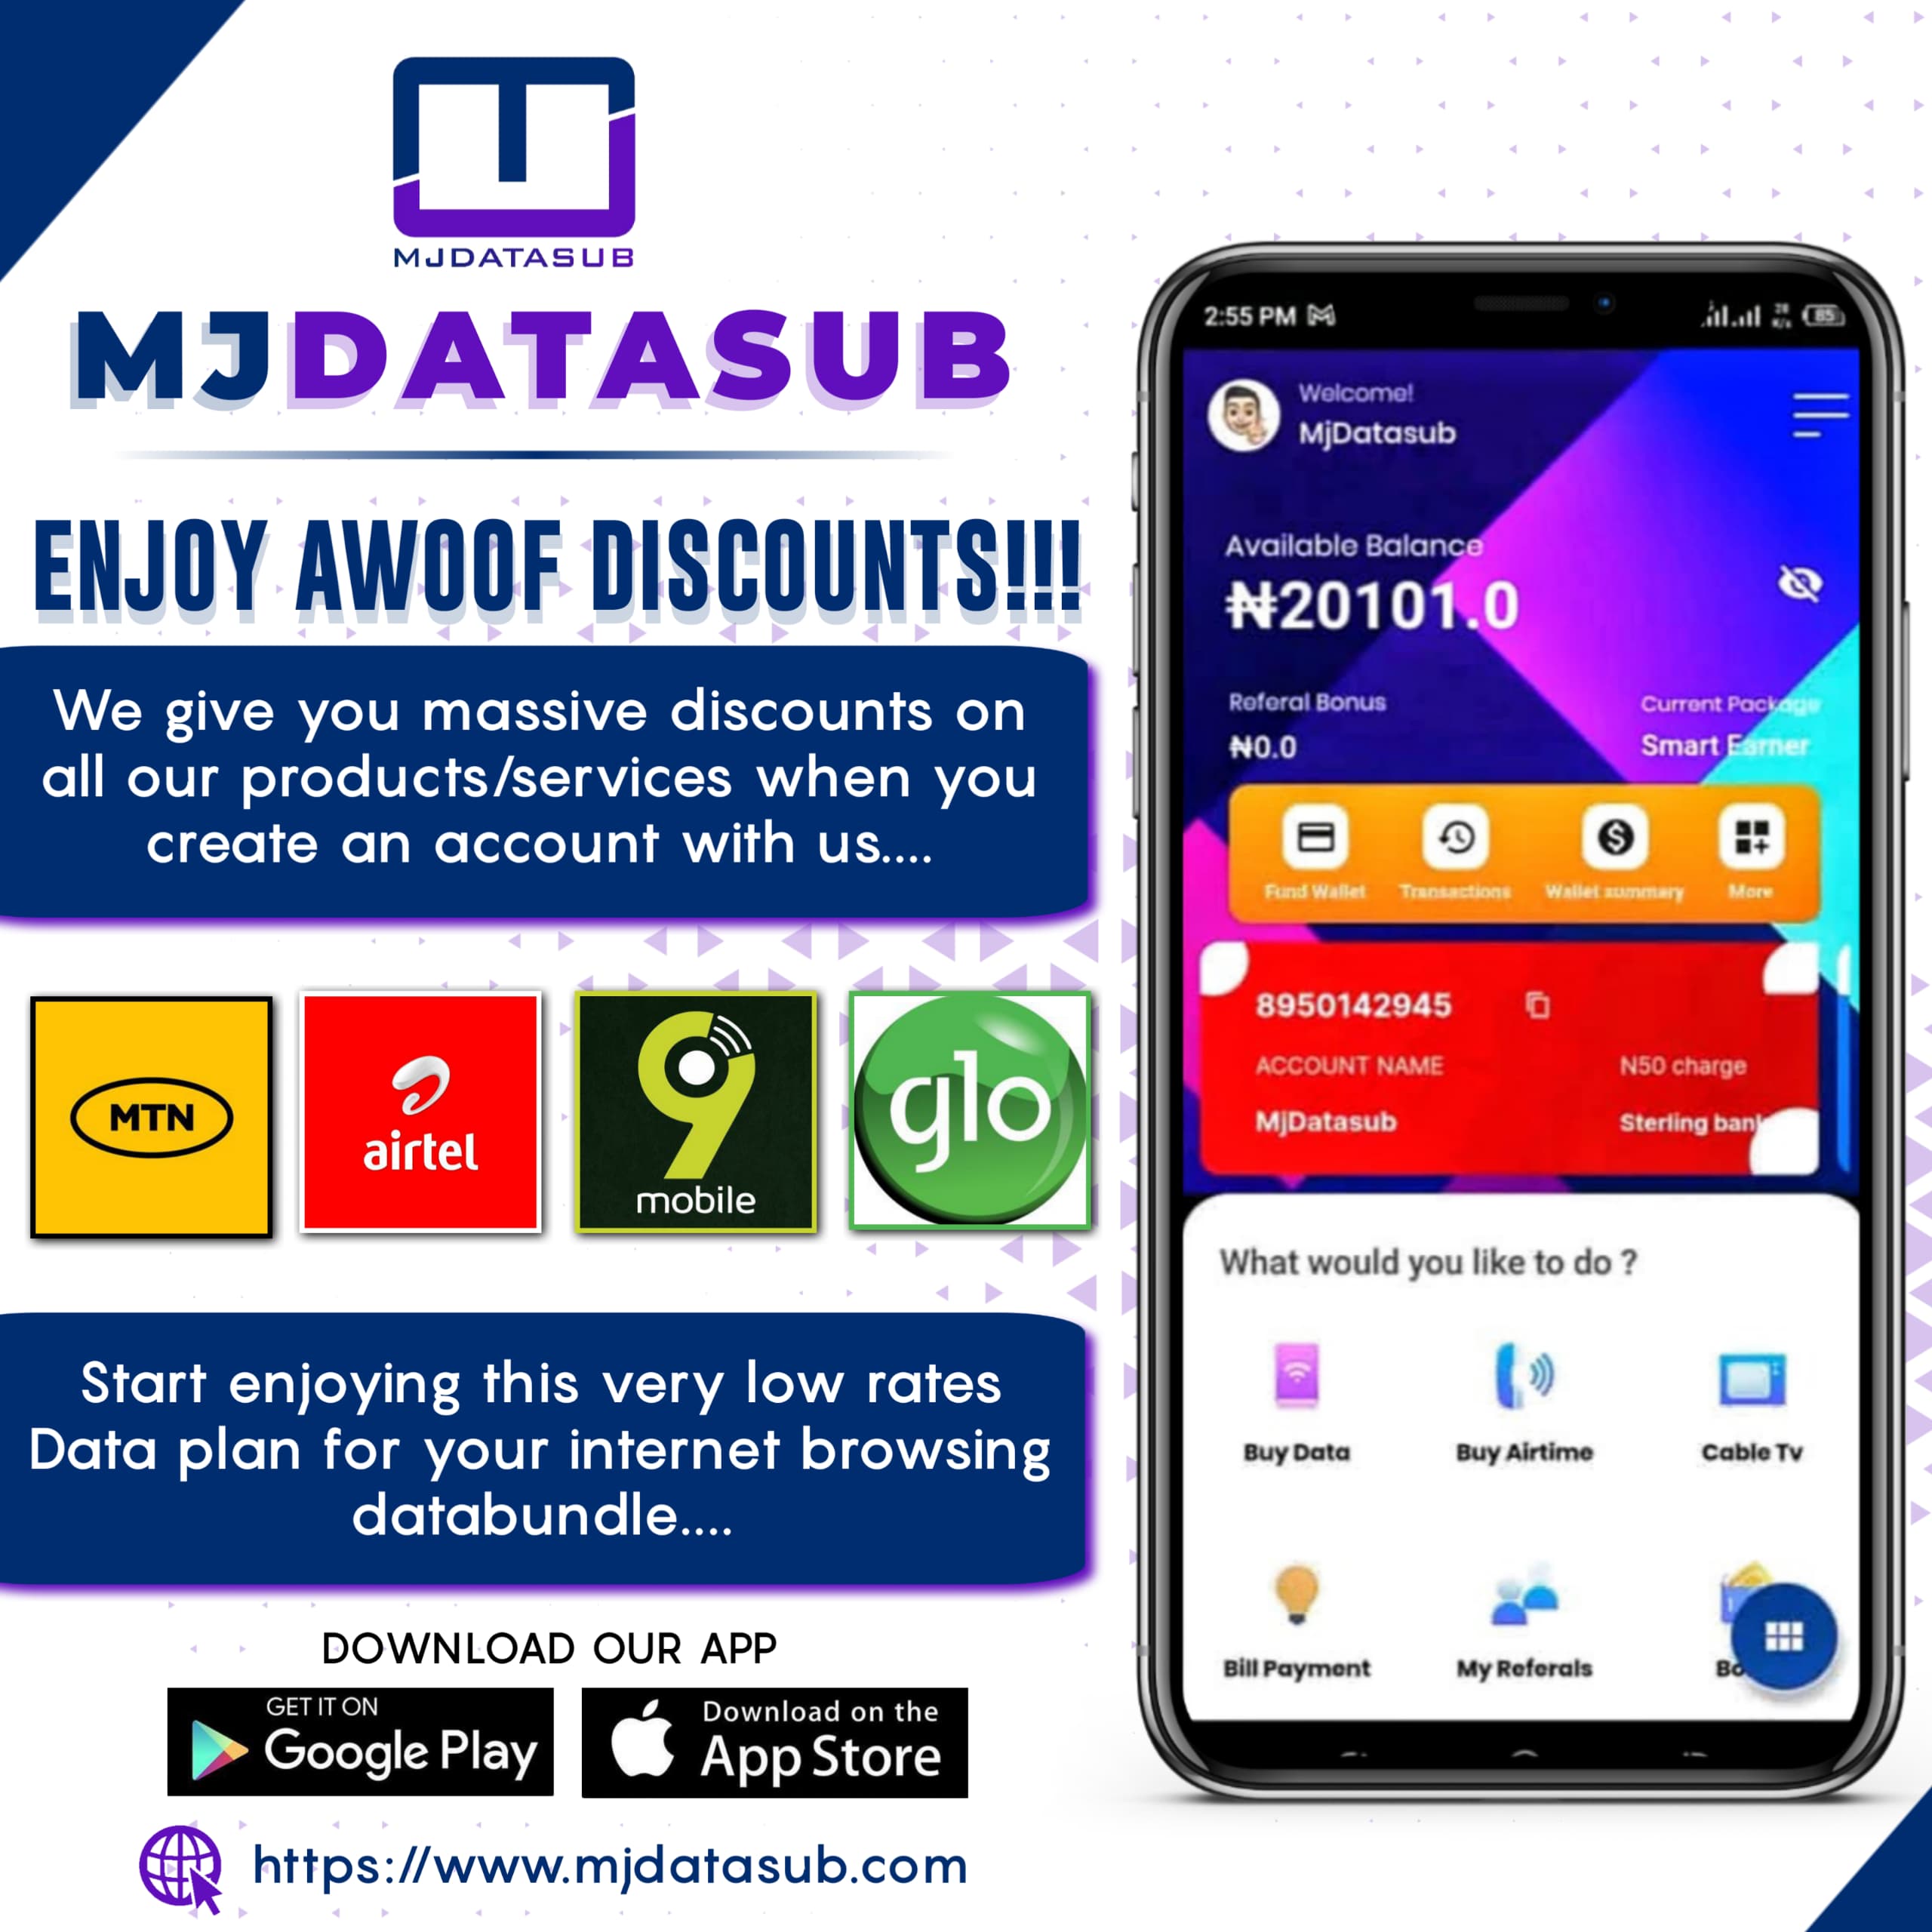 MJDATASUB
MJDATASUB
ENJOY AWOOF DISCOUNTS!!!
We give you massive discounts on
all our products/services when you
create an account with us....
MTN
airtel
9
mobile
glo
Start enjoying this very low rates
Data plan for your internet browsing
databundle....
DOWNLOAD OUR APP
GET IT ON
Google Play
Download on the
App Store
https://www.mjdatasub.com
2:55 PM
85
Welcome!
MjDatasub
Available Balance
₦20101.0
Referal Bonus
Current Package
₦0.0
Smart Earner
Fund Wallet
Transactions
Wallet summary
More
8950142945
ACCOUNT NAME
N50 charge
MjDatasub
Sterling bank
What would you like to do ?
Buy Data
Buy Airtime
Cable Tv
Bill Payment
My Referals